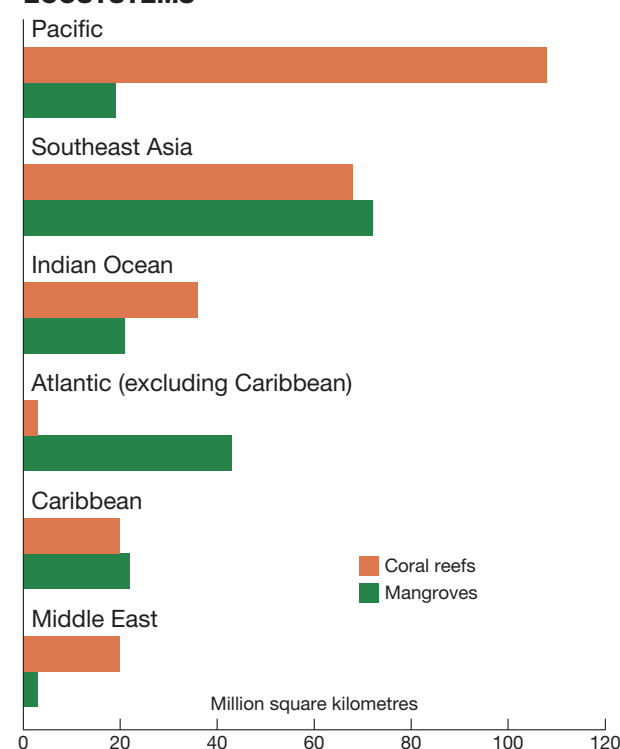 ECOSYSTEMS
Pacific
Southeast Asia
Indian Ocean
Atlantic (excluding Caribbean)
Caribbean
Coral reefs
Mangroves
Middle East
Million square kilometres
0 20 40 60 80 100 120